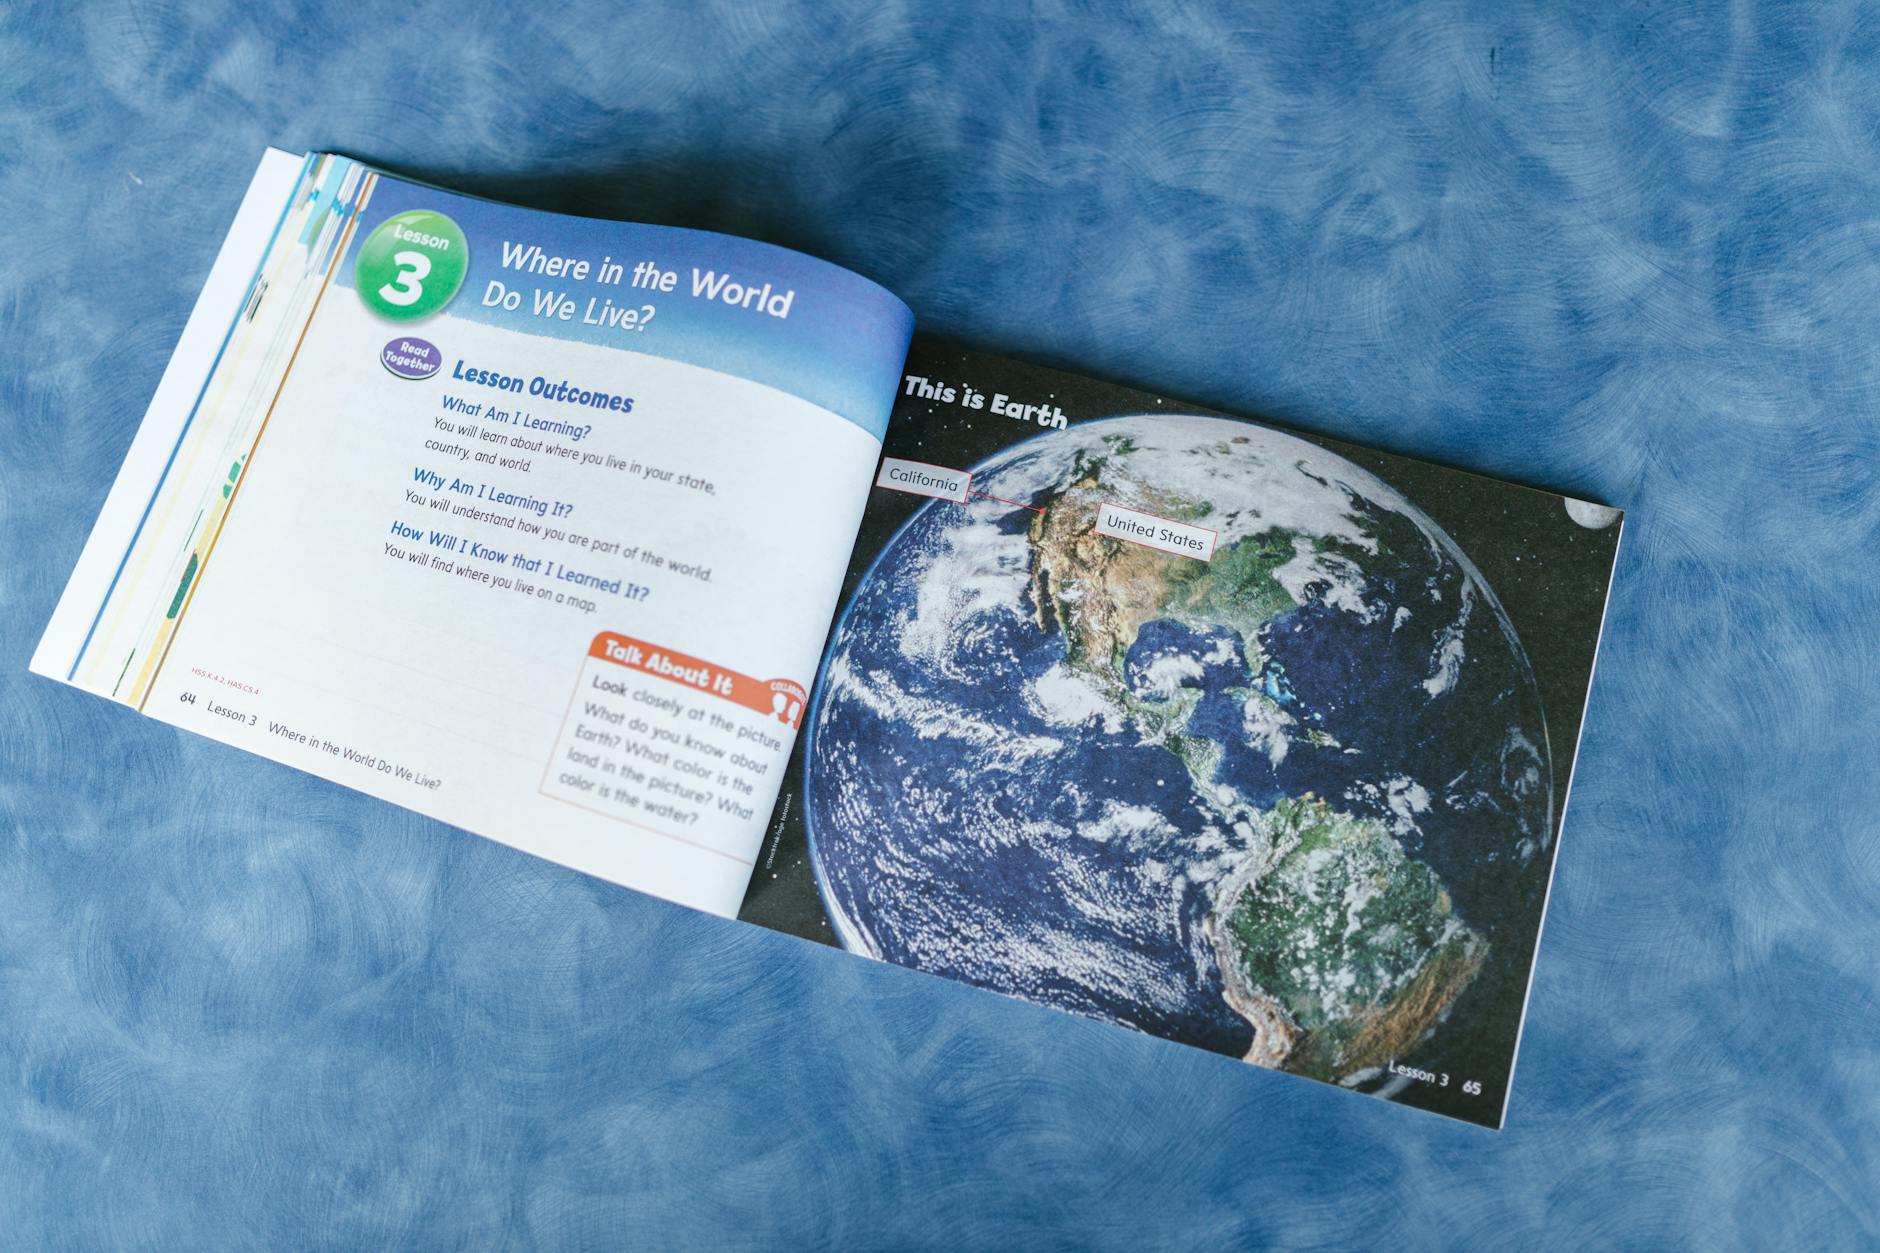 Lesson
3
Where in the World
Do We Live?
Read
Together
Lesson Outcomes
What Am I Learning?
You will learn about where you live in your state,
country, and world.
Why Am I Learning It?
You will understand how you are part of the world.
How Will I Know that I Learned It?
You will find where you live on a map.
Talk About It
Look closely at the picture.
What do you know about
Earth? What color is the
land in the picture? What
color is the water?
HSS.K.4.2, HAS.CS.4
64 Lesson 3 Where in the World Do We Live?
This is Earth
California
United States
Lesson 3 65